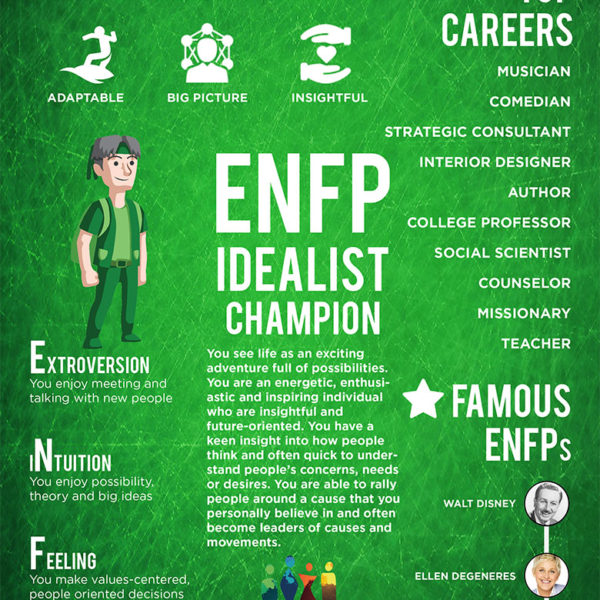 CAREERS
ADAPTABLE
BIG PICTURE
INSIGHTFUL
MUSICIAN
COMEDIAN
STRATEGIC CONSULTANT
INTERIOR DESIGNER
AUTHOR
COLLEGE PROFESSOR
SOCIAL SCIENTIST
COUNSELOR
MISSIONARY
TEACHER
ENFP
IDEALIST
CHAMPION
You see life as an exciting
adventure full of possibilities.
You are an energetic, enthusi-
astic and inspiring individual
who are insightful and
future-oriented. You have a
keen insight into how people
think and often quick to under-
stand people's concerns, needs
or desires. You are able to rally
people around a cause that you
personally believe in and often
become leaders of causes and
movements.
EXTROVERSION
You enjoy meeting and
talking with new people
iNTUITION
You enjoy possibility,
theory and big ideas
FEELING
You make values-centered,
people oriented decisions
FAMOUS
ENFPs
WALT DISNEY
ELLEN DEGENERES